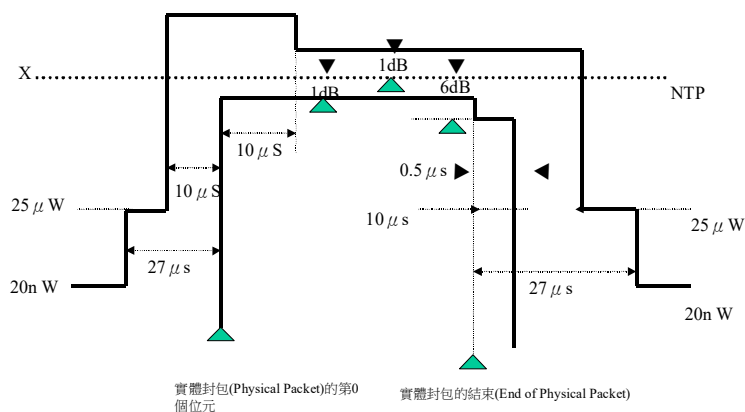 1dB
X
1dB
6dB
NTP
10 μ S
0.5 μ s
10 μ S
25 μ W
10 μ s
25 μ W
27 μ s
27 μ s
20n W
20n W
實體封包(Physical Packet)的第0
個位元
實體封包的結束(End of Physical Packet)